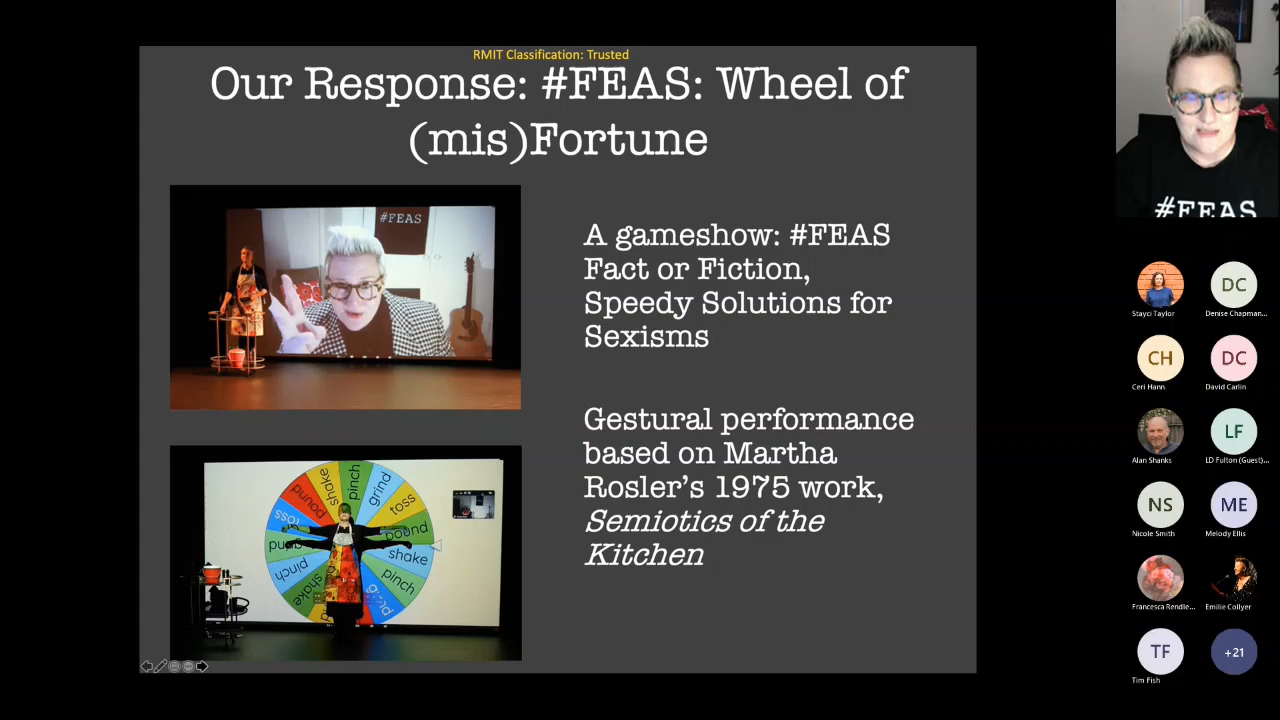 RMIT Classification: Trusted
Our Response: #FEAS: Wheel of
(mis)Fortune
#FEAS
A gameshow: #FEAS
Fact or Fiction,
Speedy Solutions for
Sexisms
Gestural performance
based on Martha
Rosler's 1975 work,
Semiotics of the
Kitchen
shake
pinch
grind
toss
pound
shake
pinch
shake
pinch
toss
pound
#FEAS
Stayci Taylor
DC
Denise Chapman...
CH
Ceri Hann
DC
David Carlin
Alan Shanks
LF
LD Fulton (Guest)...
NS
Nicole Smith
ME
Melody Ellis
Francesca Rendle...
Emilie Collyer
TF
Tim Fish
+21